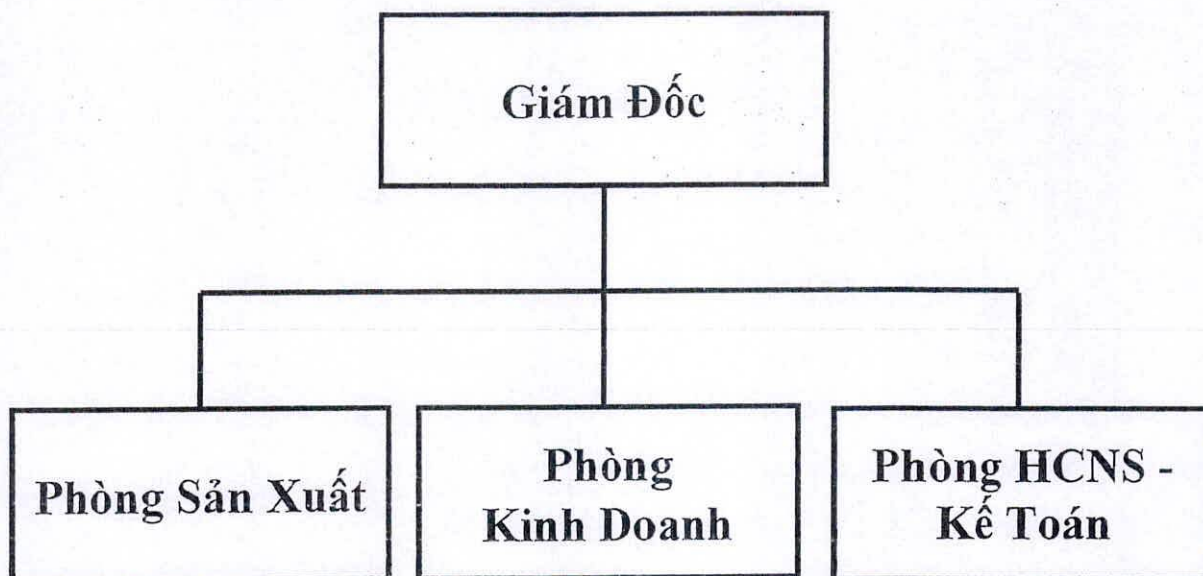 Giám Đốc
Phòng Sản Xuất
Phòng
Kinh Doanh
Phòng HCNS -
Kế Toán